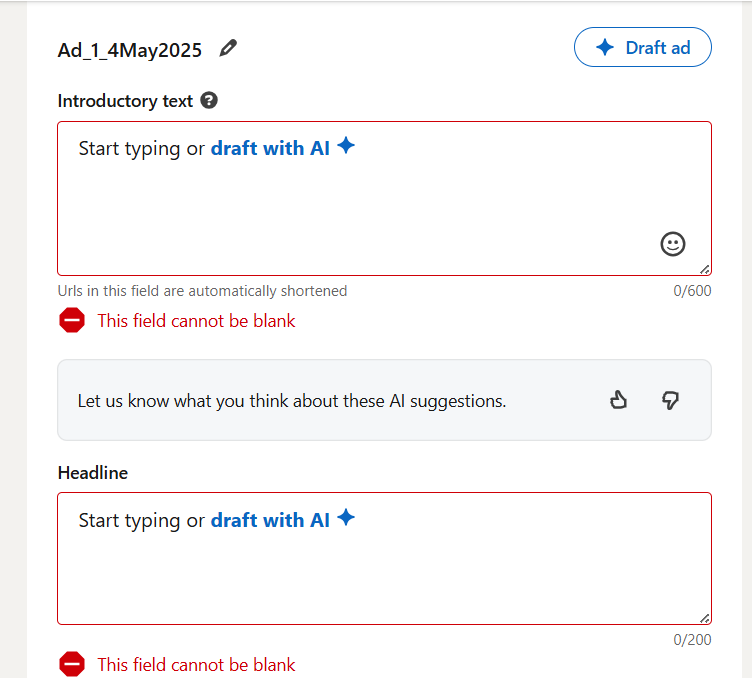 Ad_1_4May2025
Draft ad
Introductory text
Start typing or draft with AI
Urls in this field are automatically shortened
0/600
This field cannot be blank
Let us know what you think about these AI suggestions.
Headline
Start typing or draft with AI
0/200
This field cannot be blank